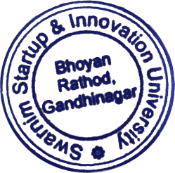 Swarnim Startup & Innovation University
Bhoyan
Rathod,
Gandhinagar